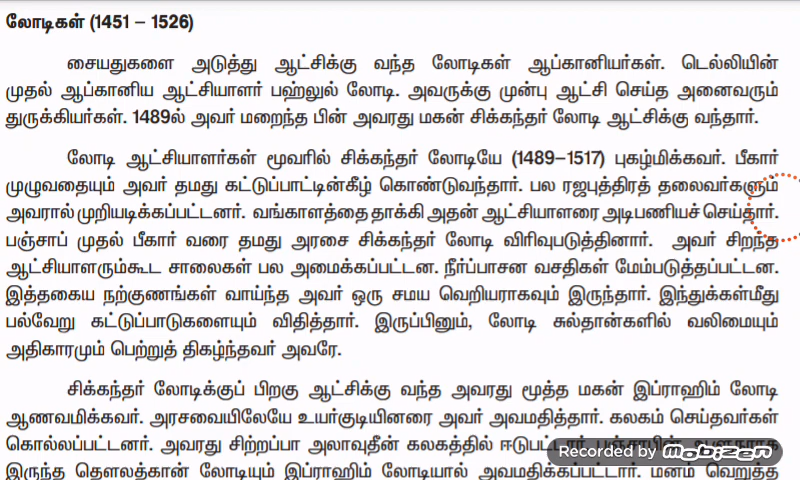 லோடிகள் (1451 – 1526)
சையதுகளை அடுத்து ஆட்சிக்கு வந்த லோடிகள் ஆப்கானியர்கள். டெல்லியின்
முதல் ஆப்கானிய ஆட்சியாளர் பஹ்லுல் லோடி. அவருக்கு முன்பு ஆட்சி செய்த அனைவரும்
துருக்கியர்கள். 1489ல் அவர் மறைந்த பின் அவரது மகன் சிக்கந்தர் லோடி ஆட்சிக்கு வந்தார்.
லோடி ஆட்சியாளர்கள் மூவரில் சிக்கந்தர் லோடியே (1489–1517) புகழ்மிக்கவர். பீகார்
முழுவதையும் அவர் தமது கட்டுப்பாட்டின்கீழ் கொண்டுவந்தார். பல ரஜபுத்திரத் தலைவர்களும்
அவரால் முறியடிக்கப்பட்டனர். வங்காளத்தை தாக்கி அதன் ஆட்சியாளரை அடிபணியச் செய்தார்.
பஞ்சாப் முதல் பீகார் வரை தமது அரசை சிக்கந்தர் லோடி விரிவுபடுத்தினார். அவர் சிறந்த
ஆட்சியாளரும்கூட சாலைகள் பல அமைக்கப்பட்டன. நீர்ப்பாசன வசதிகள் மேம்படுத்தப்பட்டன.
இத்தகைய நற்குணங்கள் வாய்ந்த அவர் ஒரு சமய வெறியராகவும் இருந்தார். இந்துக்கள்மீது
பல்வேறு கட்டுப்பாடுகளையும் விதித்தார். இருப்பினும், லோடி சுல்தான்களில் வலிமையும்
அதிகாரமும் பெற்றுத் திகழ்ந்தவர் அவரே.
சிக்கந்தர் லோடிக்குப் பிறகு ஆட்சிக்கு வந்த அவரது மூத்த மகன் இப்ராஹிம் லோடி
ஆணவமிக்கவர். அரசவையிலேயே உயர்குடியினரை அவர் அவமதித்தார். கலகம் செய்தவர்கள்
கொல்லப்பட்டனர். அவரது சிற்றப்பா அலாவுதீன் கலகத்தில் ஈடுபட்டார். பஞ்சாபின்
இருந்த தௌலத்கான் லோடியும் இப்ராஹிம் லோடியால் அவமதிக்கப்பட்டார். மனம் வெறுத்த
Recorded by mobizen